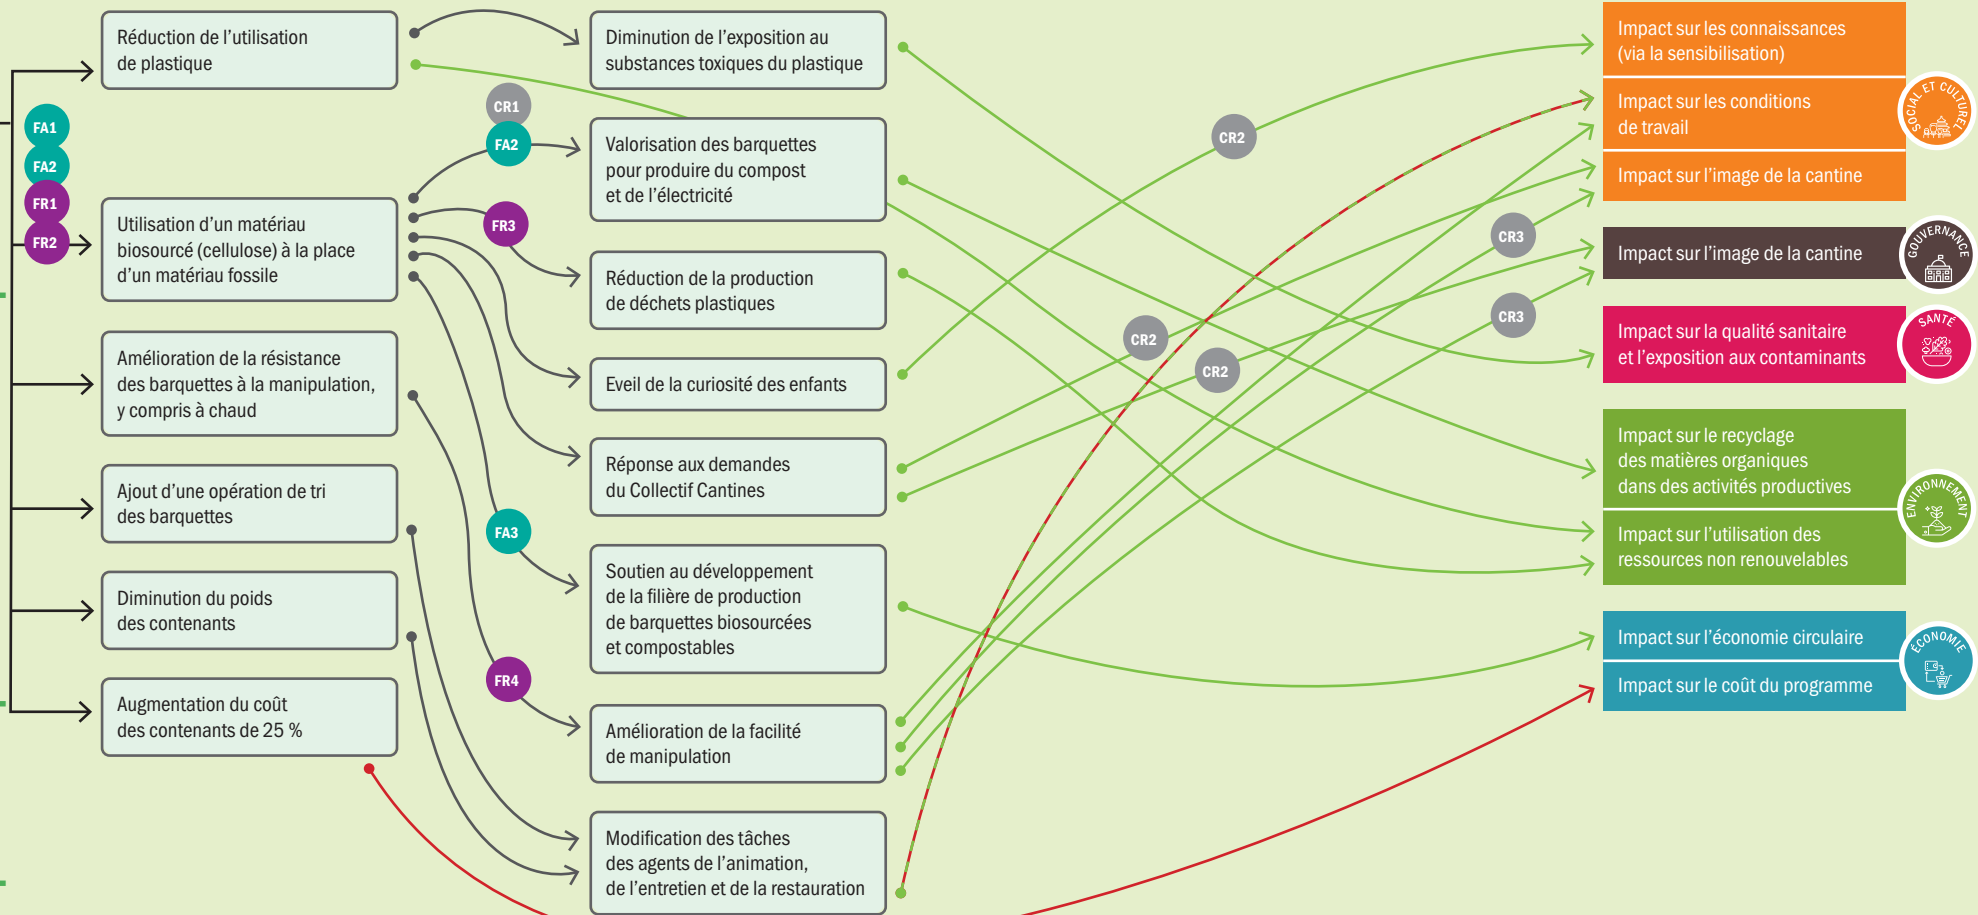 Réduction de l'utilisation
de plastique
FA1
FA2
FR1
FR2
Utilisation d'un matériau
biosourcé (cellulose) à la place
d'un matériau fossile
Amélioration de la résistance
des barquettes à la manipulation,
y compris à chaud
Ajout d'une opération de tri
des barquettes
Diminution du poids
des contenants
Augmentation du coût
des contenants de 25 %
CR1
FA2
FR3
FA3
FR4
Diminution de l'exposition au
substances toxiques du plastique
Valorisation des barquettes
pour produire du compost
et de l'électricité
Réduction de la production
de déchets plastiques
Eveil de la curiosité des enfants
Réponse aux demandes
du Collectif Cantines
Soutien au développement
de la filière de production
de barquettes biosourcées
et compostables
Amélioration de la facilité
de manipulation
Modification des tâches
des agents de l'animation,
de l'entretien et de la restauration
CR2
CR3
CR3
CR2
CR2
Impact sur les connaissances
(via la sensibilisation)
Impact sur les conditions
de travail
Impact sur l'image de la cantine
SOCIAL ET CULTUREL
Impact sur l'image de la cantine
GOUVERNANCE
Impact sur la qualité sanitaire
et l'exposition aux contaminants
SANTÉ
Impact sur le recyclage
des matières organiques
dans des activités productives
Impact sur l'utilisation des
ressources non renouvelables
ENVIRONNEMENT
Impact sur l'économie circulaire
Impact sur le coût du programme
ÉCONOMIE